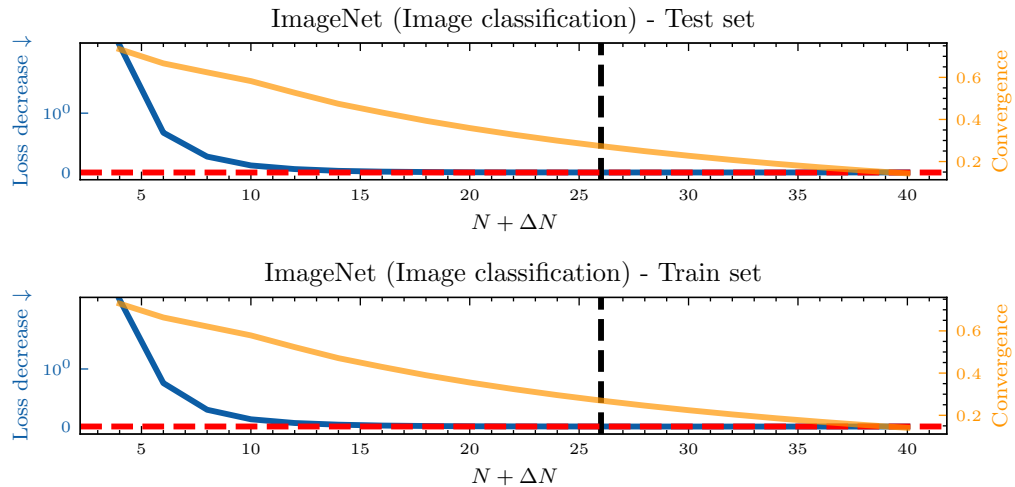 ImageNet (Image classification) - Test set
Loss decrease ↓
10⁰
0
0.6
0.4
0.2
Convergence
5 10 15 20 25 30 35 40
N + ΔN
ImageNet (Image classification) - Train set
Loss decrease ↓
10⁰
0
0.6
0.4
0.2
Convergence
5 10 15 20 25 30 35 40
N + ΔN